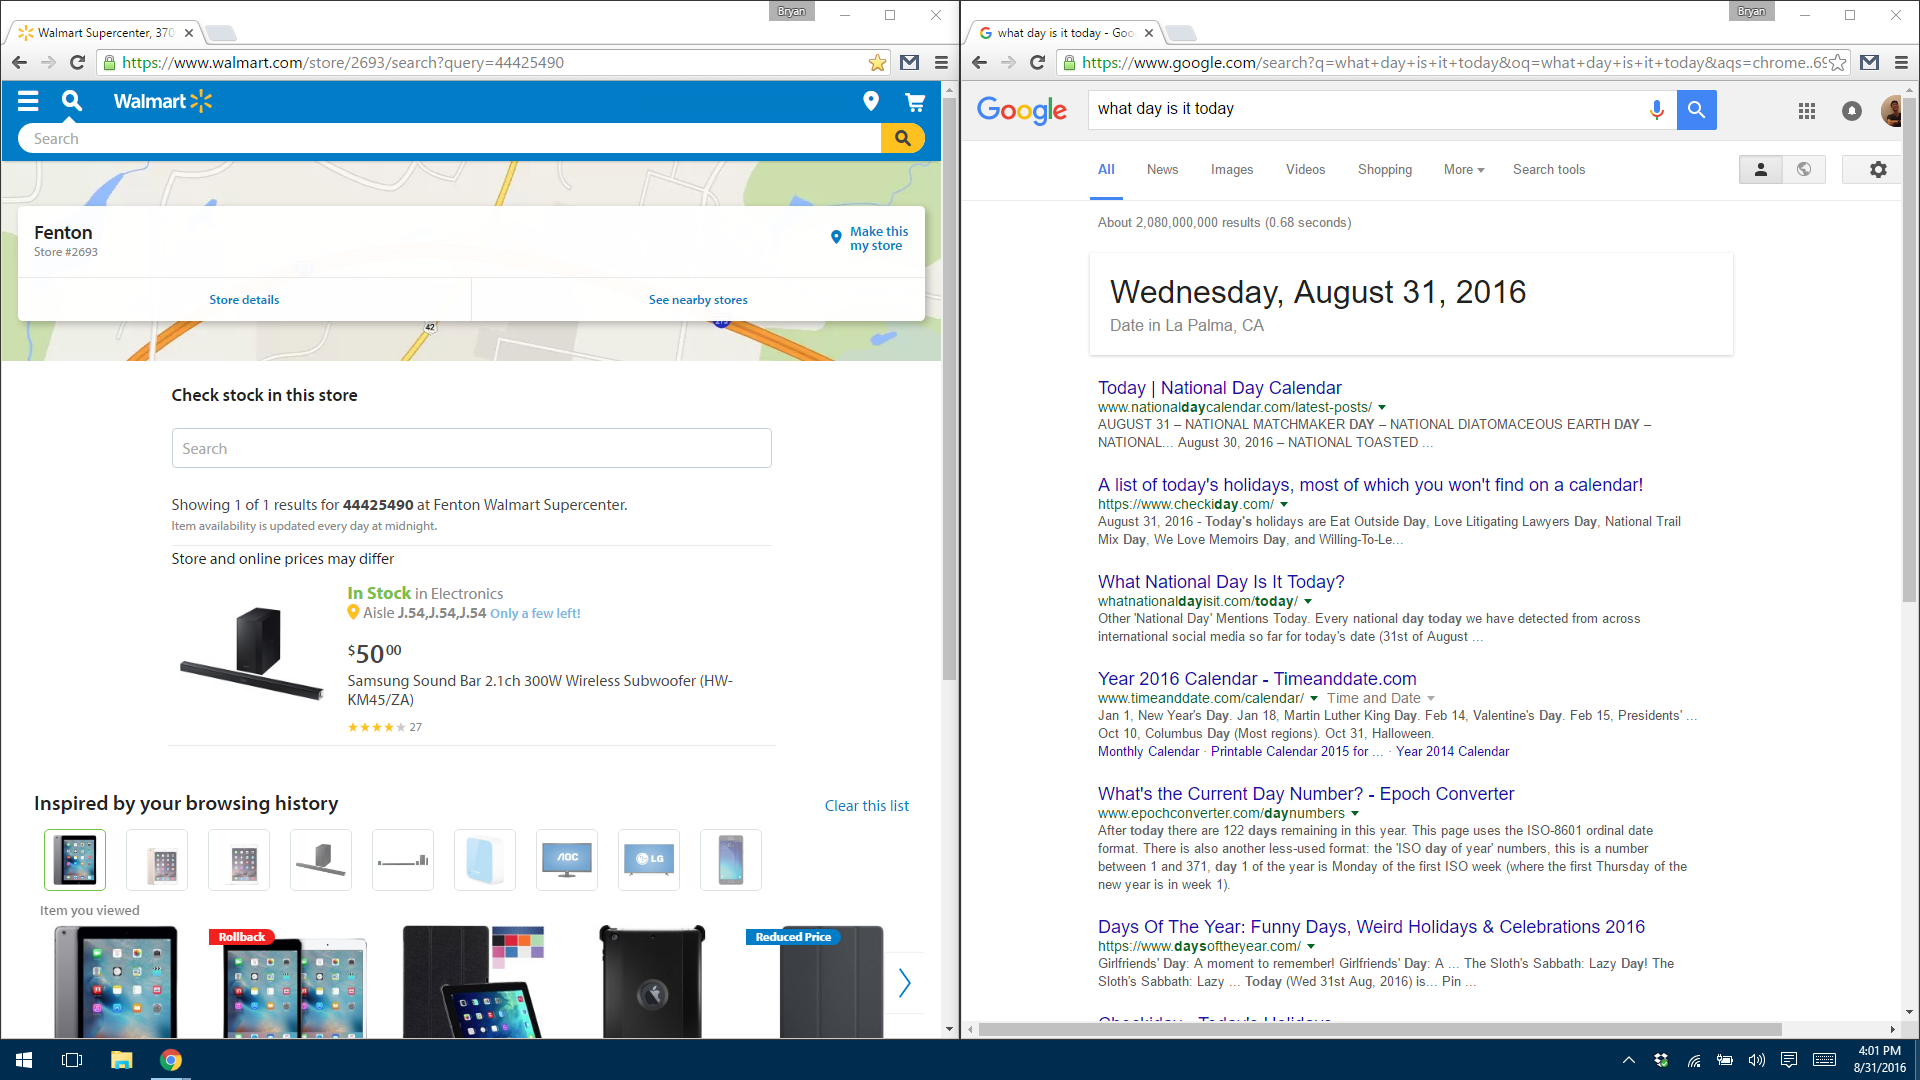 Bryan
Walmart Supercenter, 370
https://www.walmart.com/store/2693/search?query=44425490
Walmart
Search
Fenton
Store #2693
Make this
my store
Store details
See nearby stores
42
Check stock in this store
Search
Showing 1 of 1 results for 44425490 at Fenton Walmart Supercenter.
Item availability is updated every day at midnight.
Store and online prices may differ
In Stock in Electronics
Aisle J.54,J.54,J.54 Only a few left!
$50 00
Samsung Sound Bar 2.1ch 300W Wireless Subwoofer (HW-
KM45/ZA)
27
Inspired by your browsing history
Clear this list
AOC
LG
Item you viewed
Rollback
Reduced Price
Bryan
what day is it today - Goo
https://www.google.com/search?q=what+day+is+it+today&oq=what+day+is+it+today&aqs=chrome..69
Google
what day is it today
All
News
Images
Videos
Shopping
More
Search tools
About 2,080,000,000 results (0.68 seconds)
Wednesday, August 31, 2016
Date in La Palma, CA
Today | National Day Calendar
www.nationaldaycalendar.com/latest-posts/
AUGUST 31 – NATIONAL MATCHMAKER DAY – NATIONAL DIATOMACEOUS EARTH DAY –
NATIONAL... August 30, 2016 – NATIONAL TOASTED ...
A list of today's holidays, most of which you won't find on a calendar!
https://www.checkiday.com/
August 31, 2016 - Today's holidays are Eat Outside Day, Love Litigating Lawyers Day, National Trail
Mix Day, We Love Memoirs Day, and Willing-To-Le...
What National Day Is It Today?
whatnationaldayisit.com/today/
Other 'National Day' Mentions Today. Every national day today we have detected from across
international social media so far for today's date (31st of August ...
Year 2016 Calendar - Timeanddate.com
www.timeanddate.com/calendar/ Time and Date
Jan 1, New Year's Day. Jan 18, Martin Luther King Day. Feb 14, Valentine's Day. Feb 15, Presidents' ...
Oct 10, Columbus Day (Most regions). Oct 31, Halloween.
Monthly Calendar · Printable Calendar 2015 for ... · Year 2014 Calendar
What's the Current Day Number? - Epoch Converter
www.epochconverter.com/daynumbers
After today there are 122 days remaining in this year. This page uses the ISO-8601 ordinal date
format. There is also another less-used format: the 'ISO day of year' numbers, this is a number
between 1 and 371, day 1 of the year is Monday of the first ISO week (where the first Thursday of the
new year is in week 1).
Days Of The Year: Funny Days, Weird Holidays & Celebrations 2016
https://www.daysoftheyear.com/
Girlfriends' Day: A moment to remember! Girlfriends' Day: A ... The Sloth's Sabbath: Lazy Day! The
Sloth's Sabbath: Lazy ... Today (Wed 31st Aug, 2016) is... Pin ...
Checkiday - Today's Holidays
4:01 PM
8/31/2016